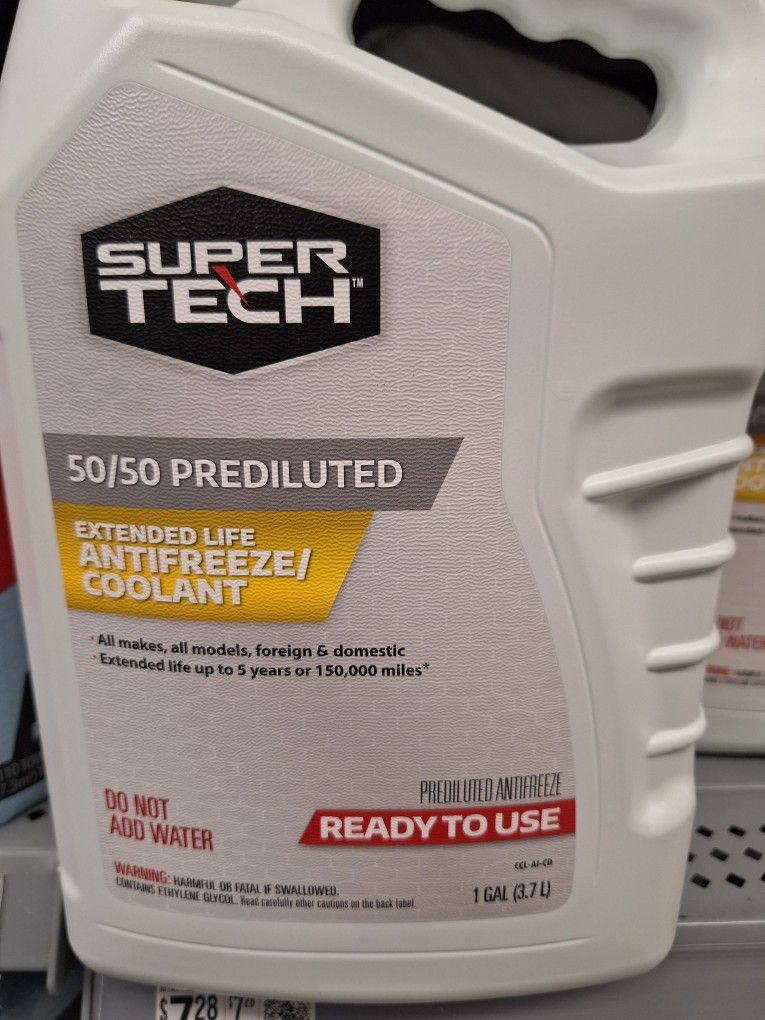 SUPER
TECH™
50/50 PREDILUTED
EXTENDED LIFE
ANTIFREEZE/
COOLANT
· All makes, all models, foreign & domestic
· Extended life up to 5 years or 150,000 miles*
DO NOT
ADD WATER
PREDILUTED ANTIFREEZE
READY TO USE
CCL-AI-CD
WARNING: HARMFUL OR FATAL IF SWALLOWED.
CONTAINS ETHYLENE GLYCOL. Read carefully other cautions on the back label.
1 GAL (3.7 L)
$7.28
NOT
WATER